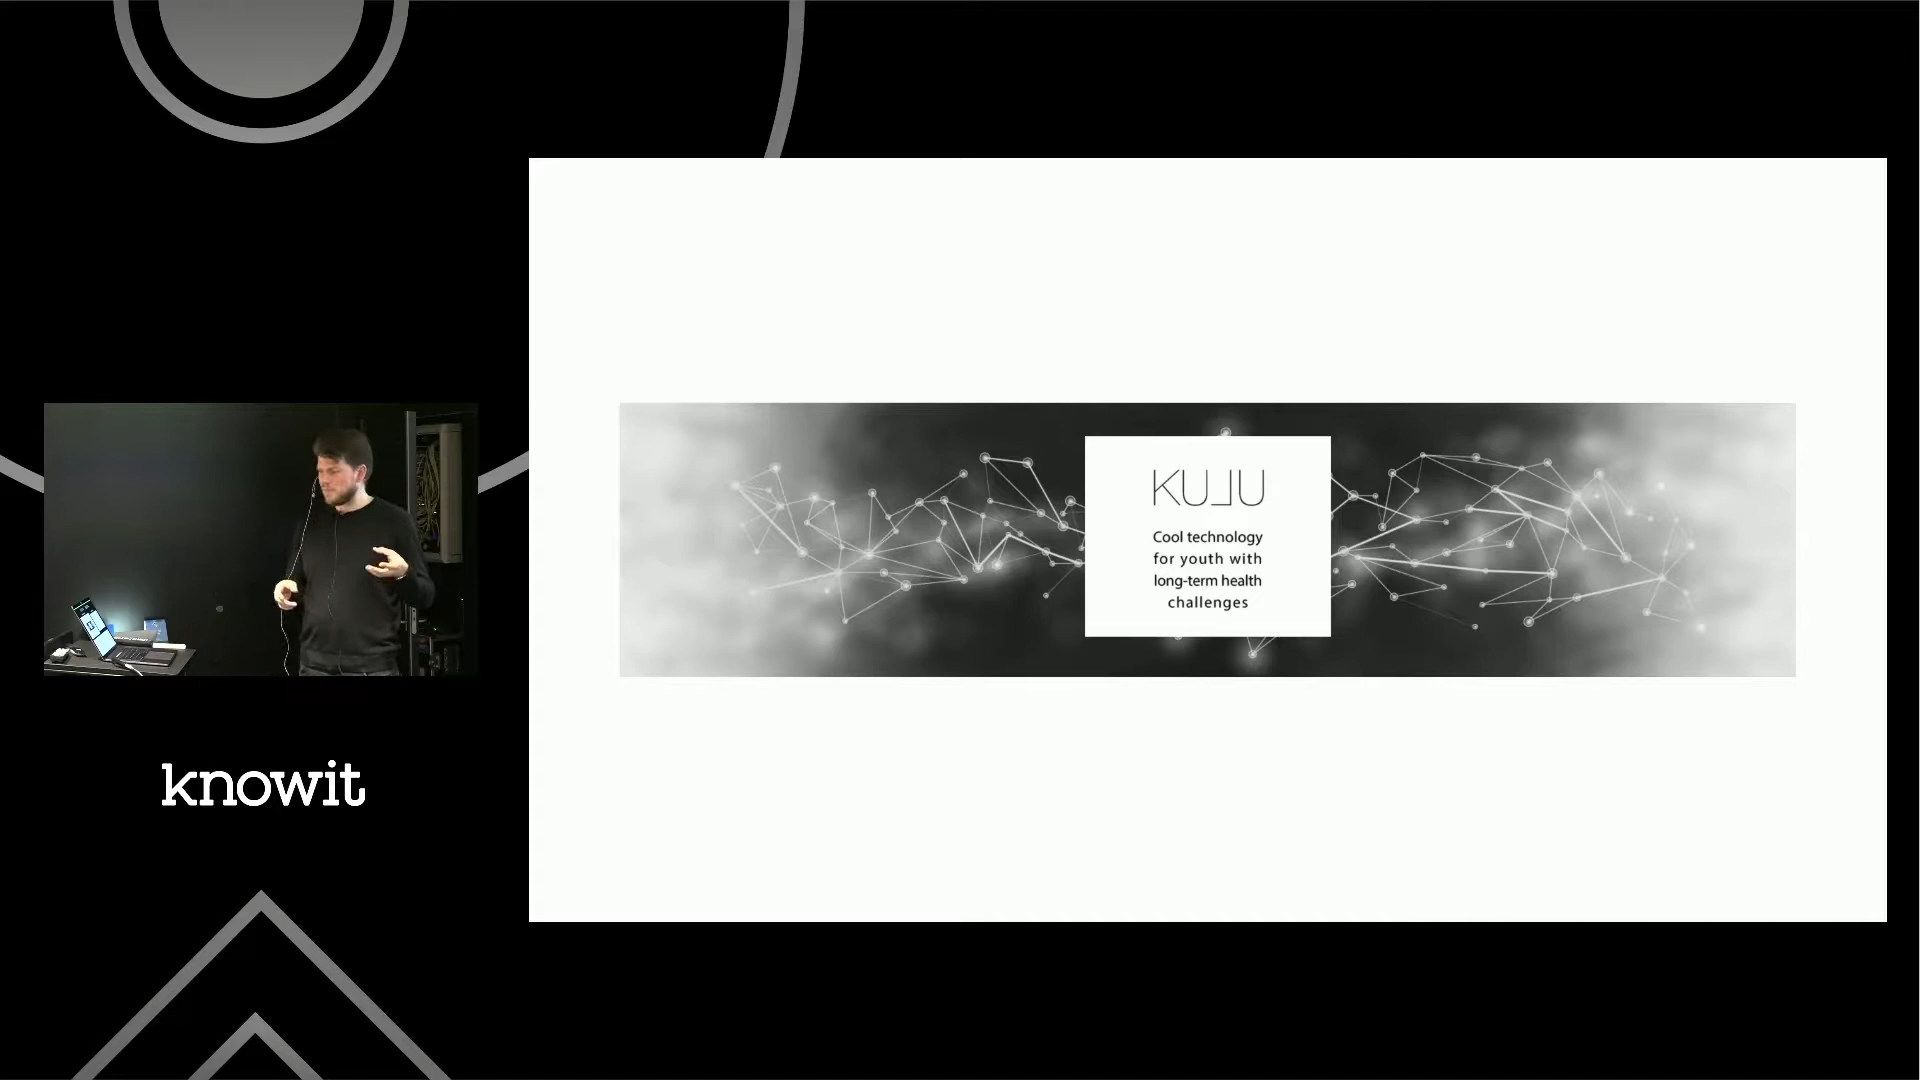 KULU
Cool technology
for youth with
long-term health
challenges
knowit